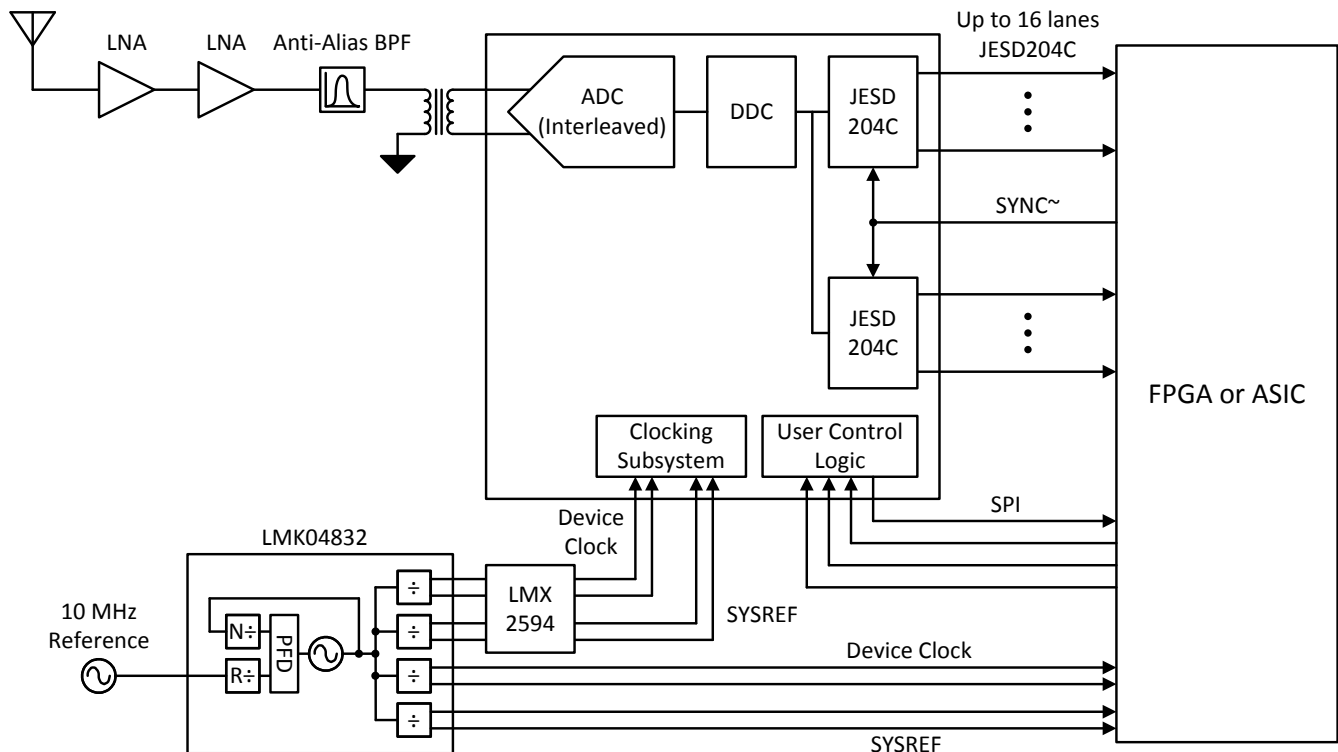 Up to 16 lanes
JESD204C
LNA
LNA
Anti-Alias BPF
ADC
(Interleaved)
DDC
JESD
204C
SYNC~
JESD
204C
FPGA or ASIC
Clocking
Subsystem
User Control
Logic
SPI
Device
Clock
LMK04832
LMX
2594
SYSREF
10 MHz
Reference
N÷
R÷
PFD
÷
÷
÷
÷
Device Clock
SYSREF